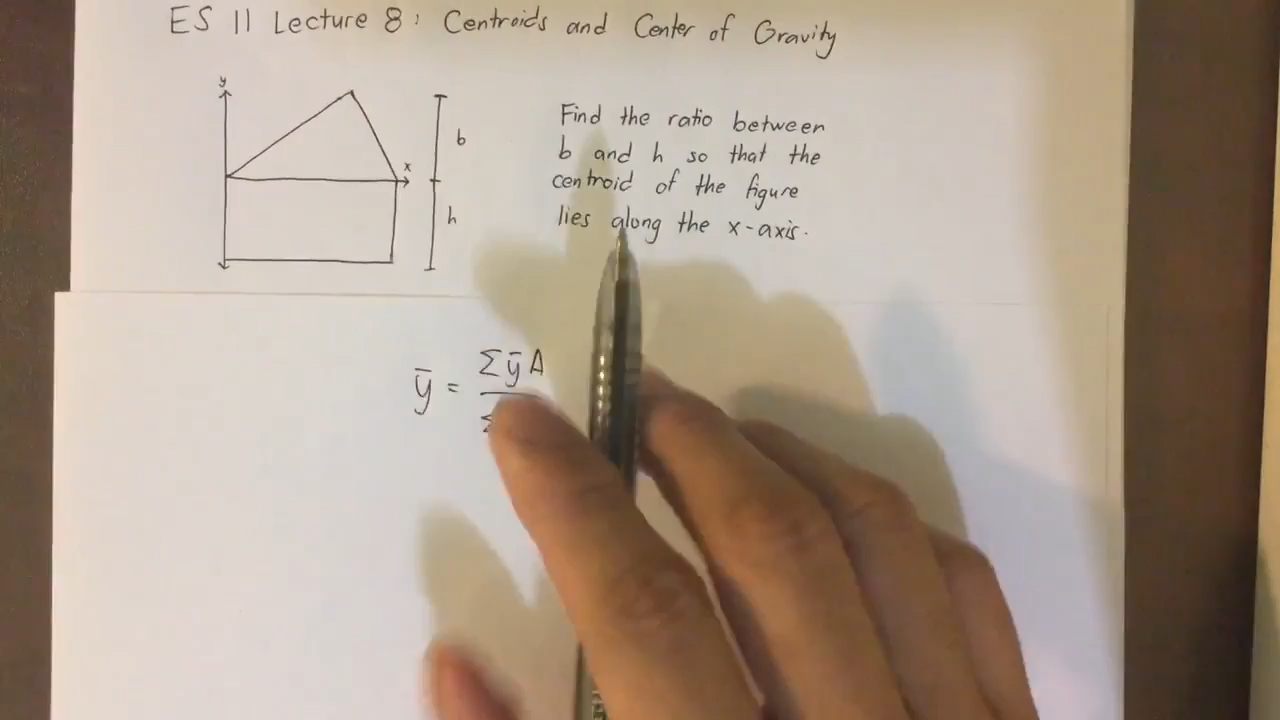 ES 11 Lecture 8: Centroids and Center of Gravity
y
x
b
h
Find the ratio between
b and h so that the
centroid of the figure
lies along the x-axis.
ȳ = ΣȳA